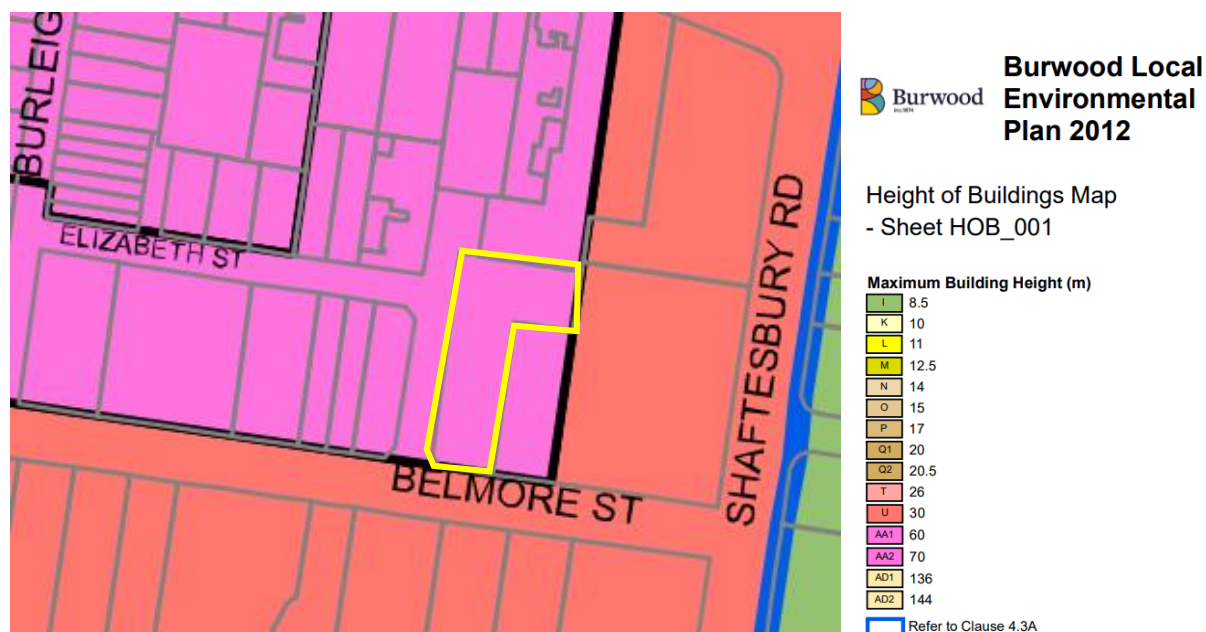 BURLEIG
ELIZABETH ST
BELMORE ST
SHAFTESBURY RD
Burwood
Inc.1874
Burwood Local
Environmental
Plan 2012
Height of Buildings Map
- Sheet HOB_001
Maximum Building Height (m)
I 8.5
K 10
L 11
M 12.5
N 14
O 15
P 17
Q1 20
Q2 20.5
T 26
U 30
AA1 60
AA2 70
AD1 136
AD2 144
Refer to Clause 4.3A